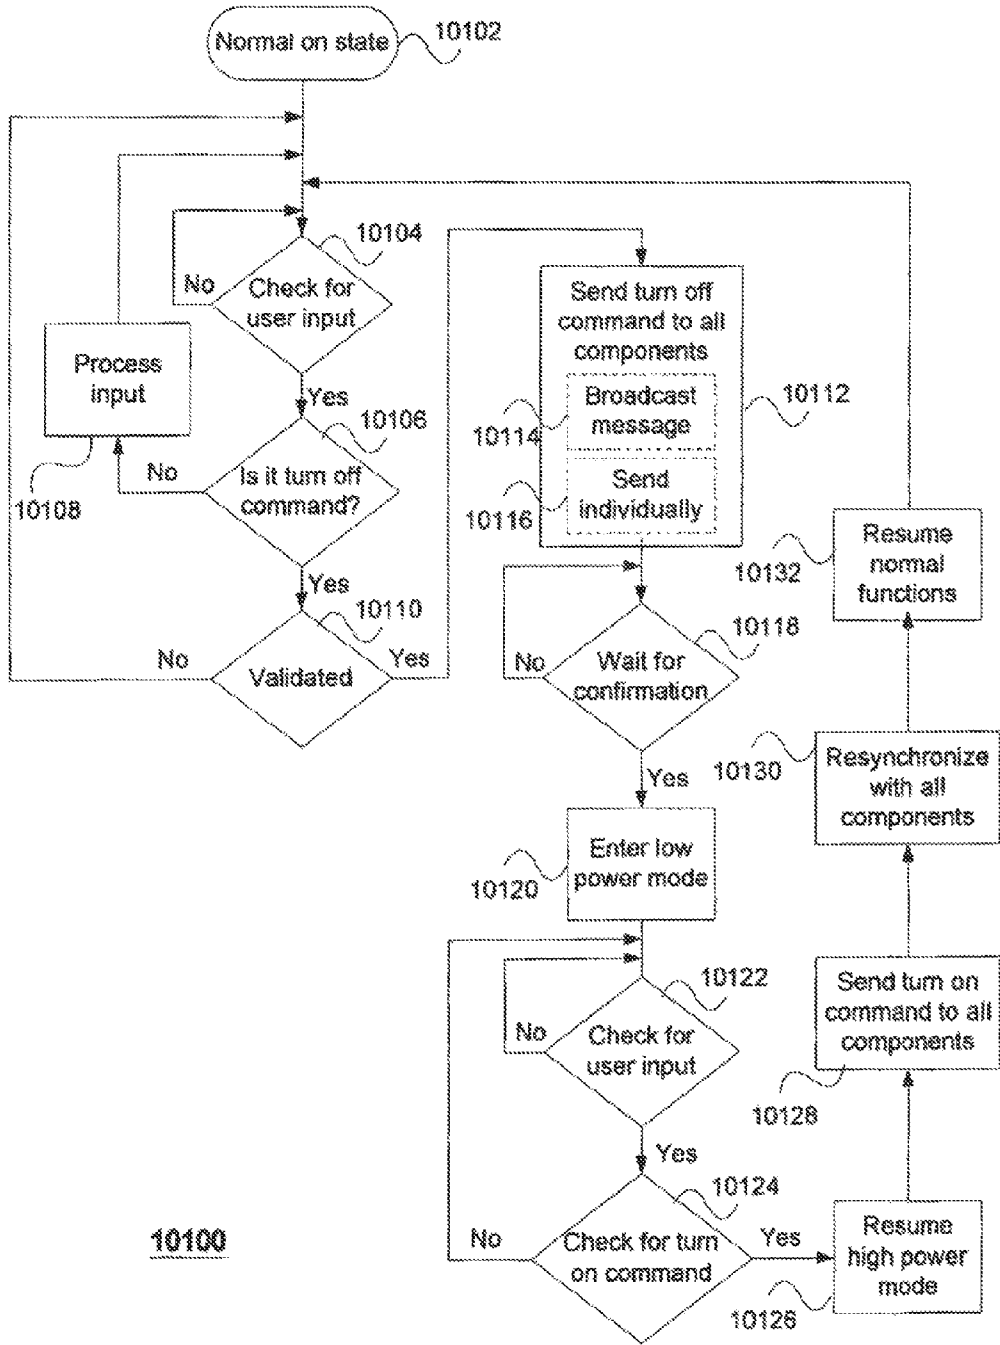 Normal on state
10102
10104
No
Check for
user input
Yes
Process
input
10108
10106
No
Is it turn off
command?
Yes
10110
No
Validated
Yes
Send turn off
command to all
components
10112
10114
Broadcast
message
10116
Send
individually
10118
No
Wait for
confirmation
Yes
10120
Enter low
power mode
10122
No
Check for
user input
Yes
10124
No
Check for turn
on command
Yes
10126
Resume
high power
mode
10128
Send turn on
command to all
components
10130
Resynchronize
with all
components
10132
Resume
normal
functions
10100